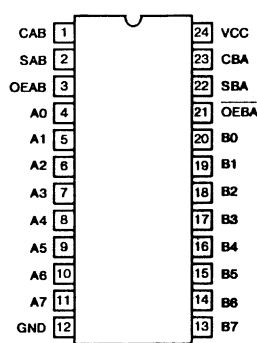 CAB 1 24 VCC
SAB 2 23 CBA
OEAB 3 22 SBA
A0 4 21 OEBA
A1 5 20 B0
A2 6 19 B1
A3 7 18 B2
A4 8 17 B3
A5 9 16 B4
A6 10 15 B5
A7 11 14 B6
GND 12 13 B7